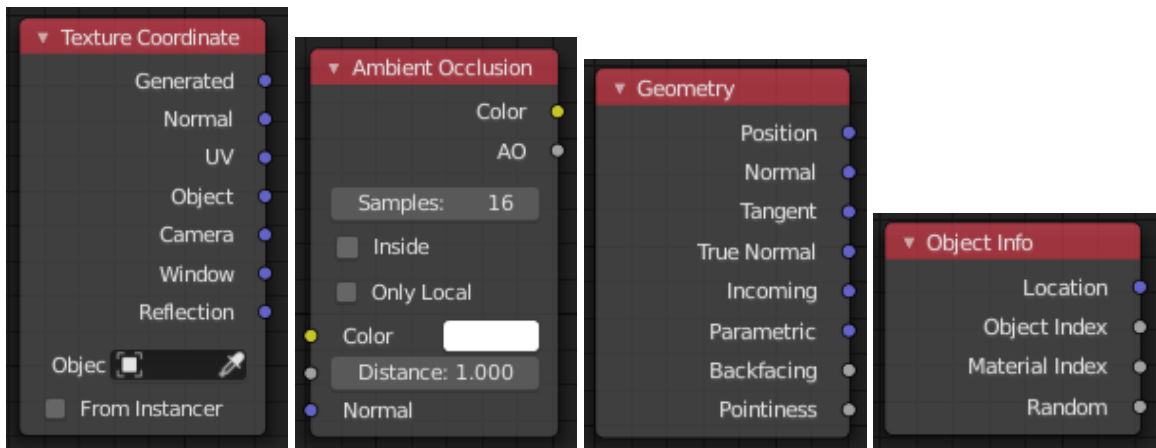 Texture Coordinate
Generated
Normal
UV
Object
Camera
Window
Reflection
Objec
From Instancer
Ambient Occlusion
Color
AO
Samples: 16
Inside
Only Local
Color
Distance: 1.000
Normal
Geometry
Position
Normal
Tangent
True Normal
Incoming
Parametric
Backfacing
Pointiness
Object Info
Location
Object Index
Material Index
Random